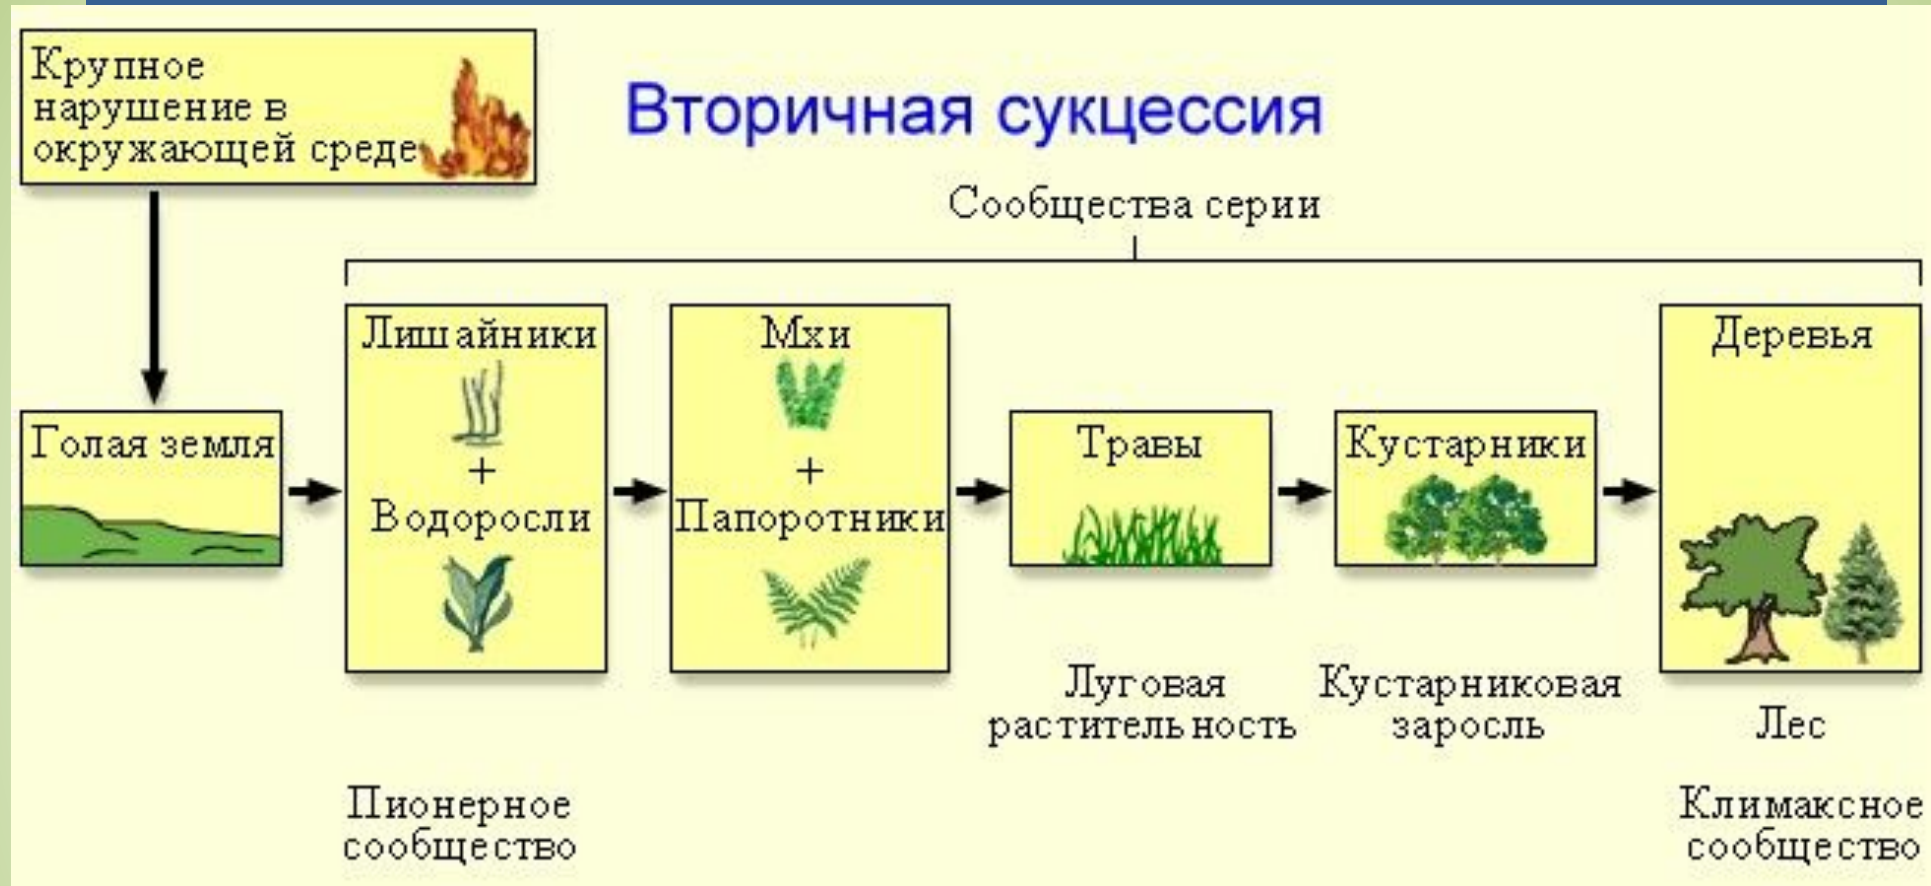 Крупное
нарушение в
окружающей среде
Вторичная сукцессия
Сообщества серии
Голая земля
Лишайники
+
Водоросли
Мхи
+
Папоротники
Травы
Кустарники
Деревья
Луговая
растительность
Кустарниковая
заросль
Лес
Пионерное
сообщество
Климаксное
сообщество